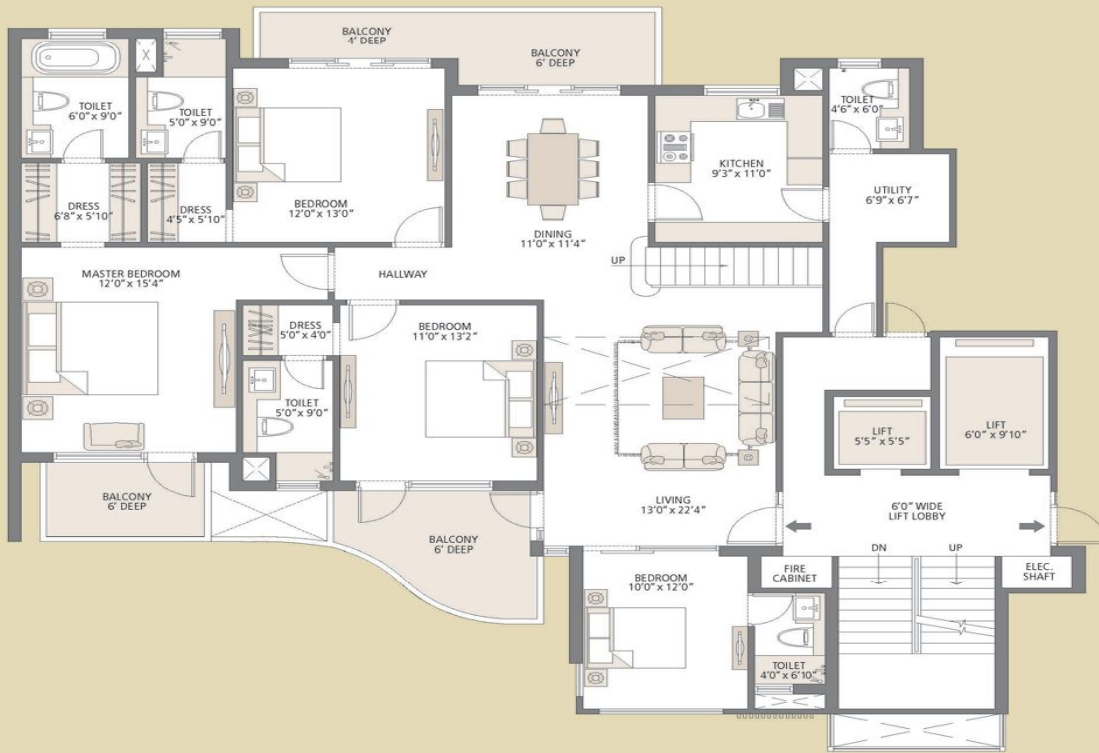 BALCONY
4' DEEP
BALCONY
6' DEEP
TOILET
6'0" x 9'0"
TOILET
5'0" x 9'0"
TOILET
4'6" x 6'0"
KITCHEN
9'3" x 11'0"
UTILITY
6'9" x 6'7"
DRESS
6'8" x 5'10"
DRESS
4'5" x 5'10"
BEDROOM
12'0" x 13'0"
DINING
11'0" x 11'4"
UP
MASTER BEDROOM
12'0" x 15'4"
HALLWAY
DRESS
5'0" x 4'0"
BEDROOM
11'0" x 13'2"
TOILET
5'0" x 9'0"
LIFT
5'5" x 5'5"
LIFT
6'0" x 9'10"
BALCONY
6' DEEP
BALCONY
6' DEEP
LIVING
13'0" x 22'4"
6'0" WIDE
LIFT LOBBY
DN
UP
FIRE
CABINET
ELEC.
SHAFT
BEDROOM
10'0" x 12'0"
TOILET
4'0" x 6'10"